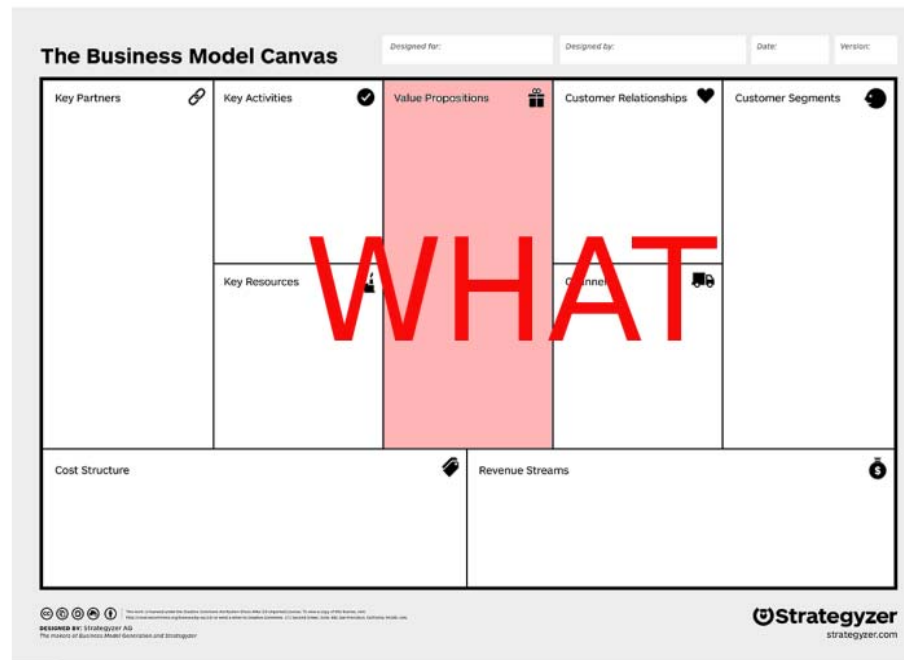 The Business Model Canvas
Designed for:
Designed by:
Date:
Version:
Key Partners
Key Activities
Value Propositions
Customer Relationships
Customer Segments
WHAT
Key Resources
Channels
Cost Structure
Revenue Streams
DESIGNED BY: Strategyzer AG
The makers of Business Model Generation and Strategyzer
Strategyzer
strategyzer.com